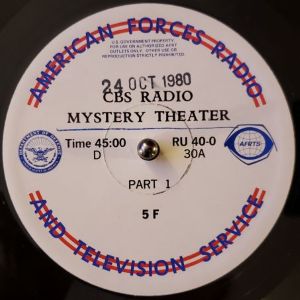 AMERICAN FORCES RADIO
U.S. GOVERNMENT PROPERTY,
FOR USE ON AUTHORIZED AFRT
OUTLETS ONLY. OTHER USE OR
REPRODUCTION STRICTLY PROHIBITED.
24 OCT 1980
CBS RADIO
MYSTERY THEATER
Time 45:00
RU 40-0
D
30A
AFRTS
PART 1
5 F
AND TELEVISION SERVICE